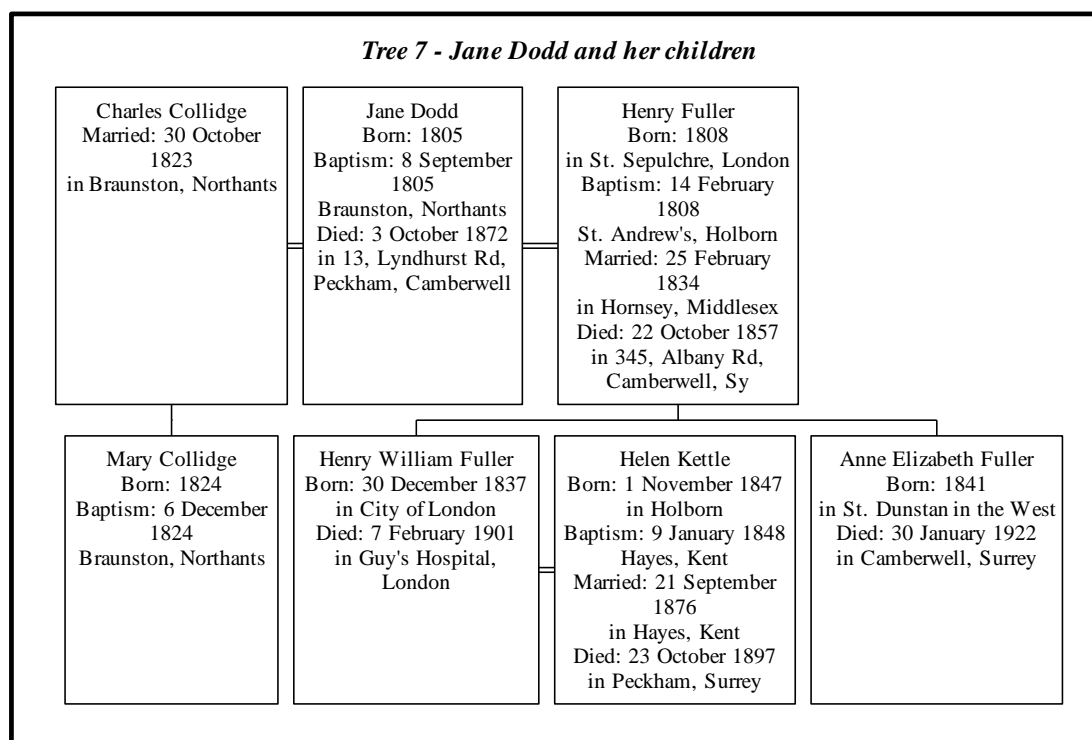 Tree 7 - Jane Dodd and her children
Charles Collidge
Married: 30 October
1823
in Braunston, Northants
Jane Dodd
Born: 1805
Baptism: 8 September
1805
Braunston, Northants
Died: 3 October 1872
in 13, Lyndhurst Rd,
Peckham, Camberwell
Henry Fuller
Born: 1808
in St. Sepulchre, London
Baptism: 14 February
1808
St. Andrew's, Holborn
Married: 25 February
1834
in Hornsey, Middlesex
Died: 22 October 1857
in 345, Albany Rd,
Camberwell, Sy
Mary Collidge
Born: 1824
Baptism: 6 December
1824
Braunston, Northants
Henry William Fuller
Born: 30 December 1837
in City of London
Died: 7 February 1901
in Guy's Hospital,
London
Helen Kettle
Born: 1 November 1847
in Holborn
Baptism: 9 January 1848
Hayes, Kent
Married: 21 September
1876
in Hayes, Kent
Died: 23 October 1897
in Peckham, Surrey
Anne Elizabeth Fuller
Born: 1841
in St. Dunstan in the West
Died: 30 January 1922
in Camberwell, Surrey